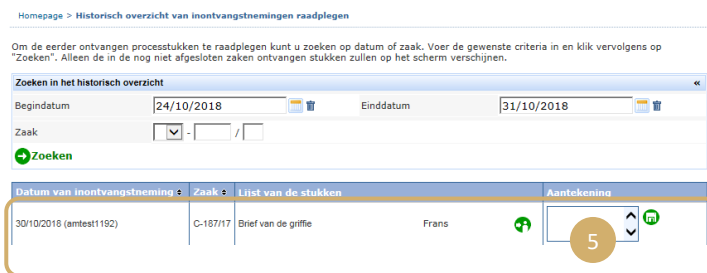 Homepage > Historisch overzicht van inontvangstnemingen raadplegen
Om de eerder ontvangen processtukken te raadplegen kunt u zoeken op datum of zaak. Voer de gewenste criteria in en klik vervolgens op
"Zoeken". Alleen de in de nog niet afgesloten zaken ontvangen stukken zullen op het scherm verschijnen.
Zoeken in het historisch overzicht «
Begindatum 24/10/2018 Einddatum 31/10/2018
Zaak - /
Zoeken
Datum van inontvangstneming Zaak Lijst van de stukken Aantekening
30/10/2018 (amtest1192) C-187/17 Brief van de griffie Frans
5